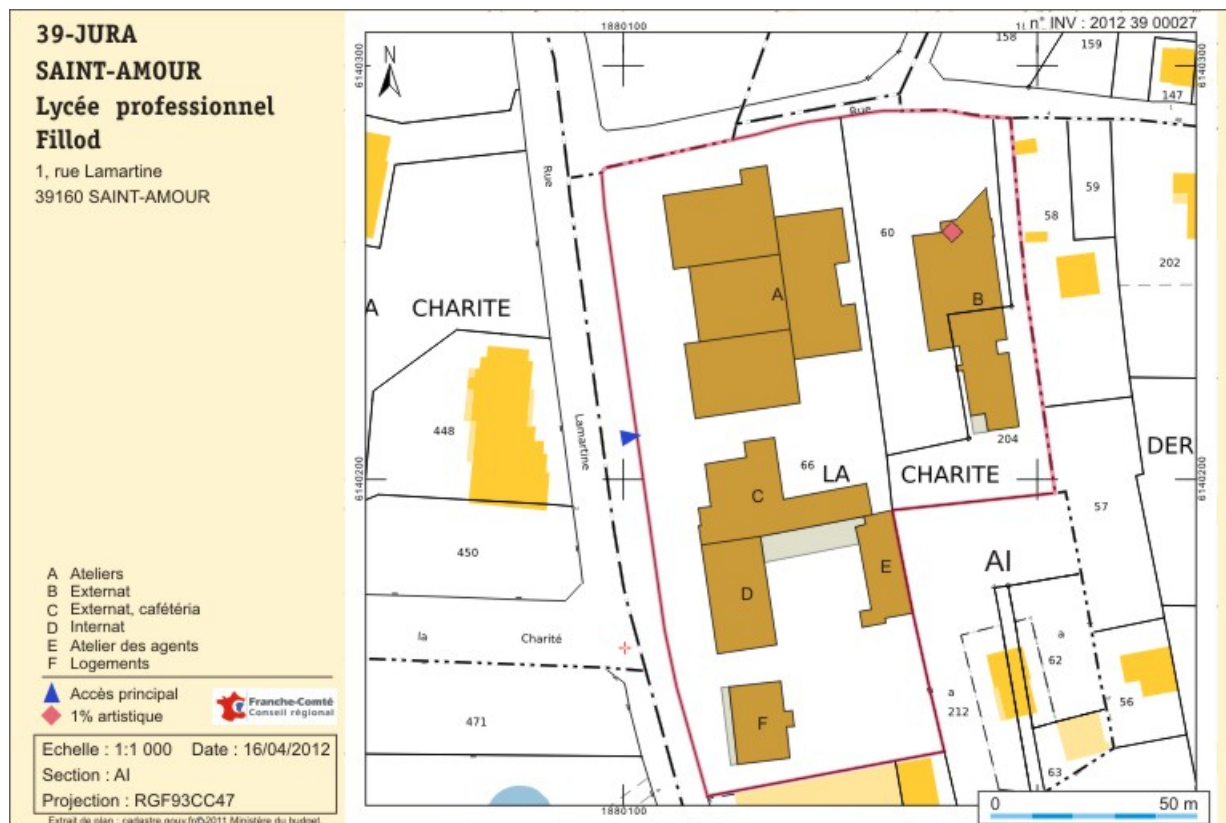 39-JURA
SAINT-AMOUR
Lycée professionnel
Fillod
1, rue Lamartine
39160 SAINT-AMOUR
A Ateliers
B Externat
C Externat, cafétéria
D Internat
E Atelier des agents
F Logements
Accès principal
1% artistique
Franche-Comté
Conseil régional
Echelle : 1:1 000 Date : 16/04/2012
Section : AI
Projection : RGF93CC47
n° INV : 2012 39 00027
1880100
6140300
6140300
N
158
159
147
Rue
Rue
59
58
60
202
A CHARITE
A
B
448
Lamartine
204
66
LA CHARITE
DER
6140200
6140200
C
57
450
E
AI
D
la Charité
a
62
a
212
56
471
F
63
1880100
0 50 m